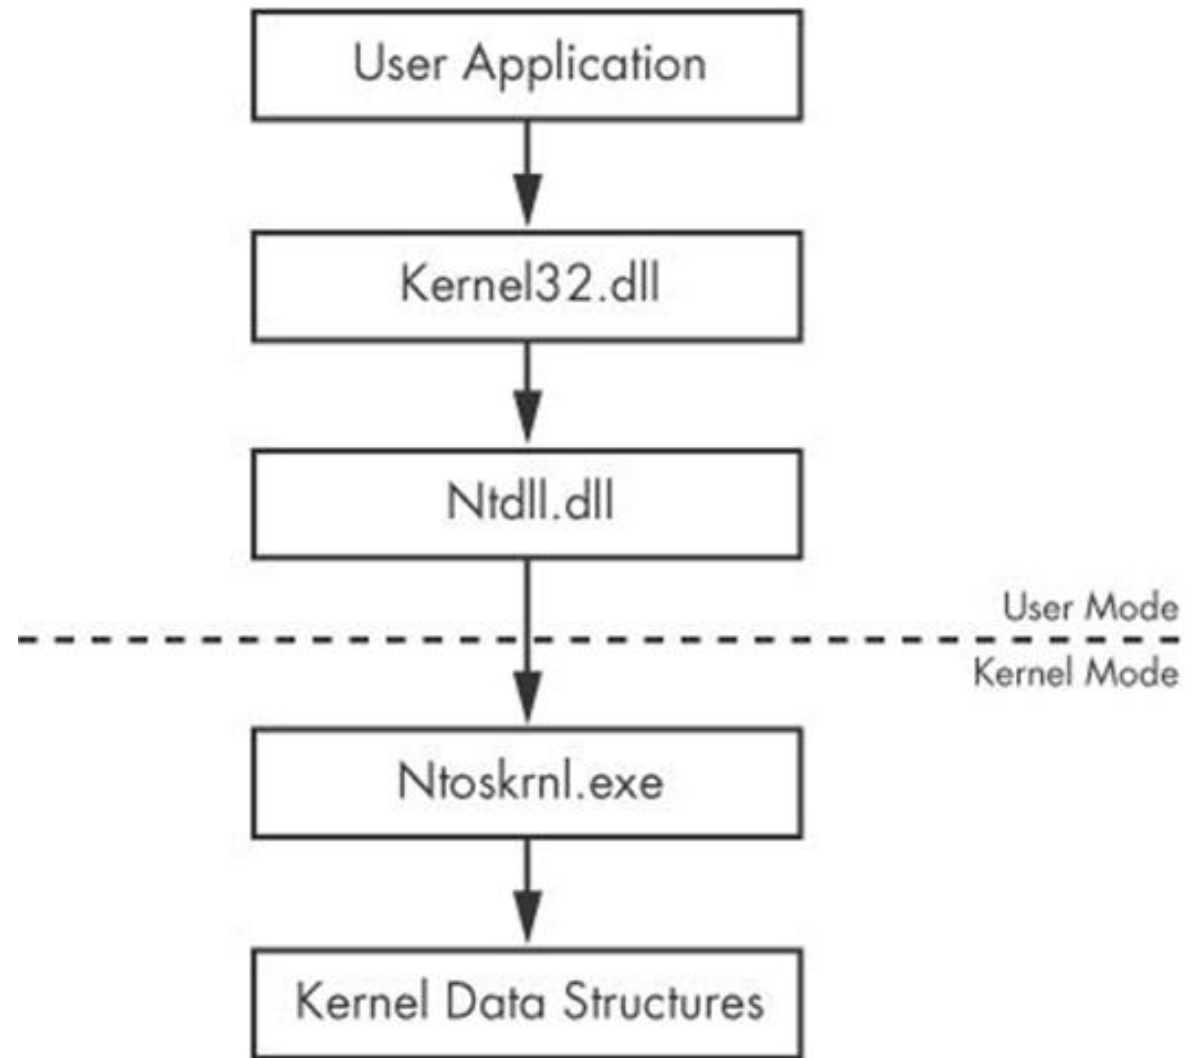 User Application
Kernel32.dll
Ntdll.dll
User Mode
Kernel Mode
Ntoskrnl.exe
Kernel Data Structures